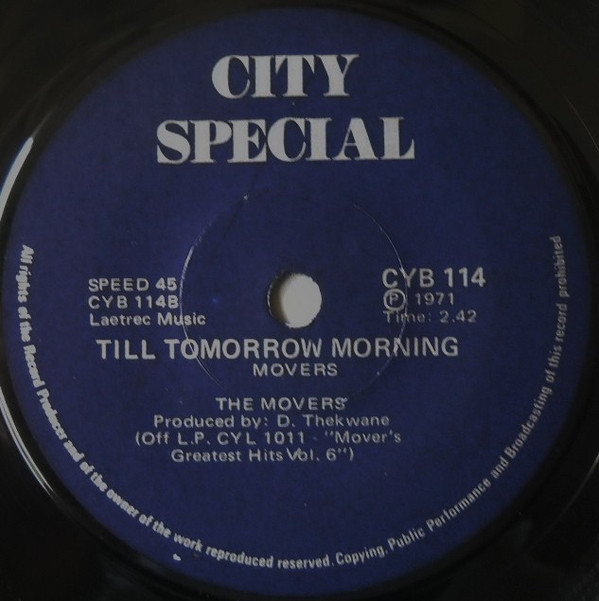 CITY
SPECIAL
SPEED 45
CYB 114B
Laetrec Music
CYB 114
Ⓟ 1971
Time: 2.42
TILL TOMORROW MORNING
MOVERS
THE MOVERS
Produced by: D. Thekwane
(Off L.P. CYL 1011 - "Mover's
Greatest Hits Vol. 6")
All rights of the Record Producer and of the owner of the work reproduced reserved. Copying, Public Performance and Broadcasting of this record prohibited